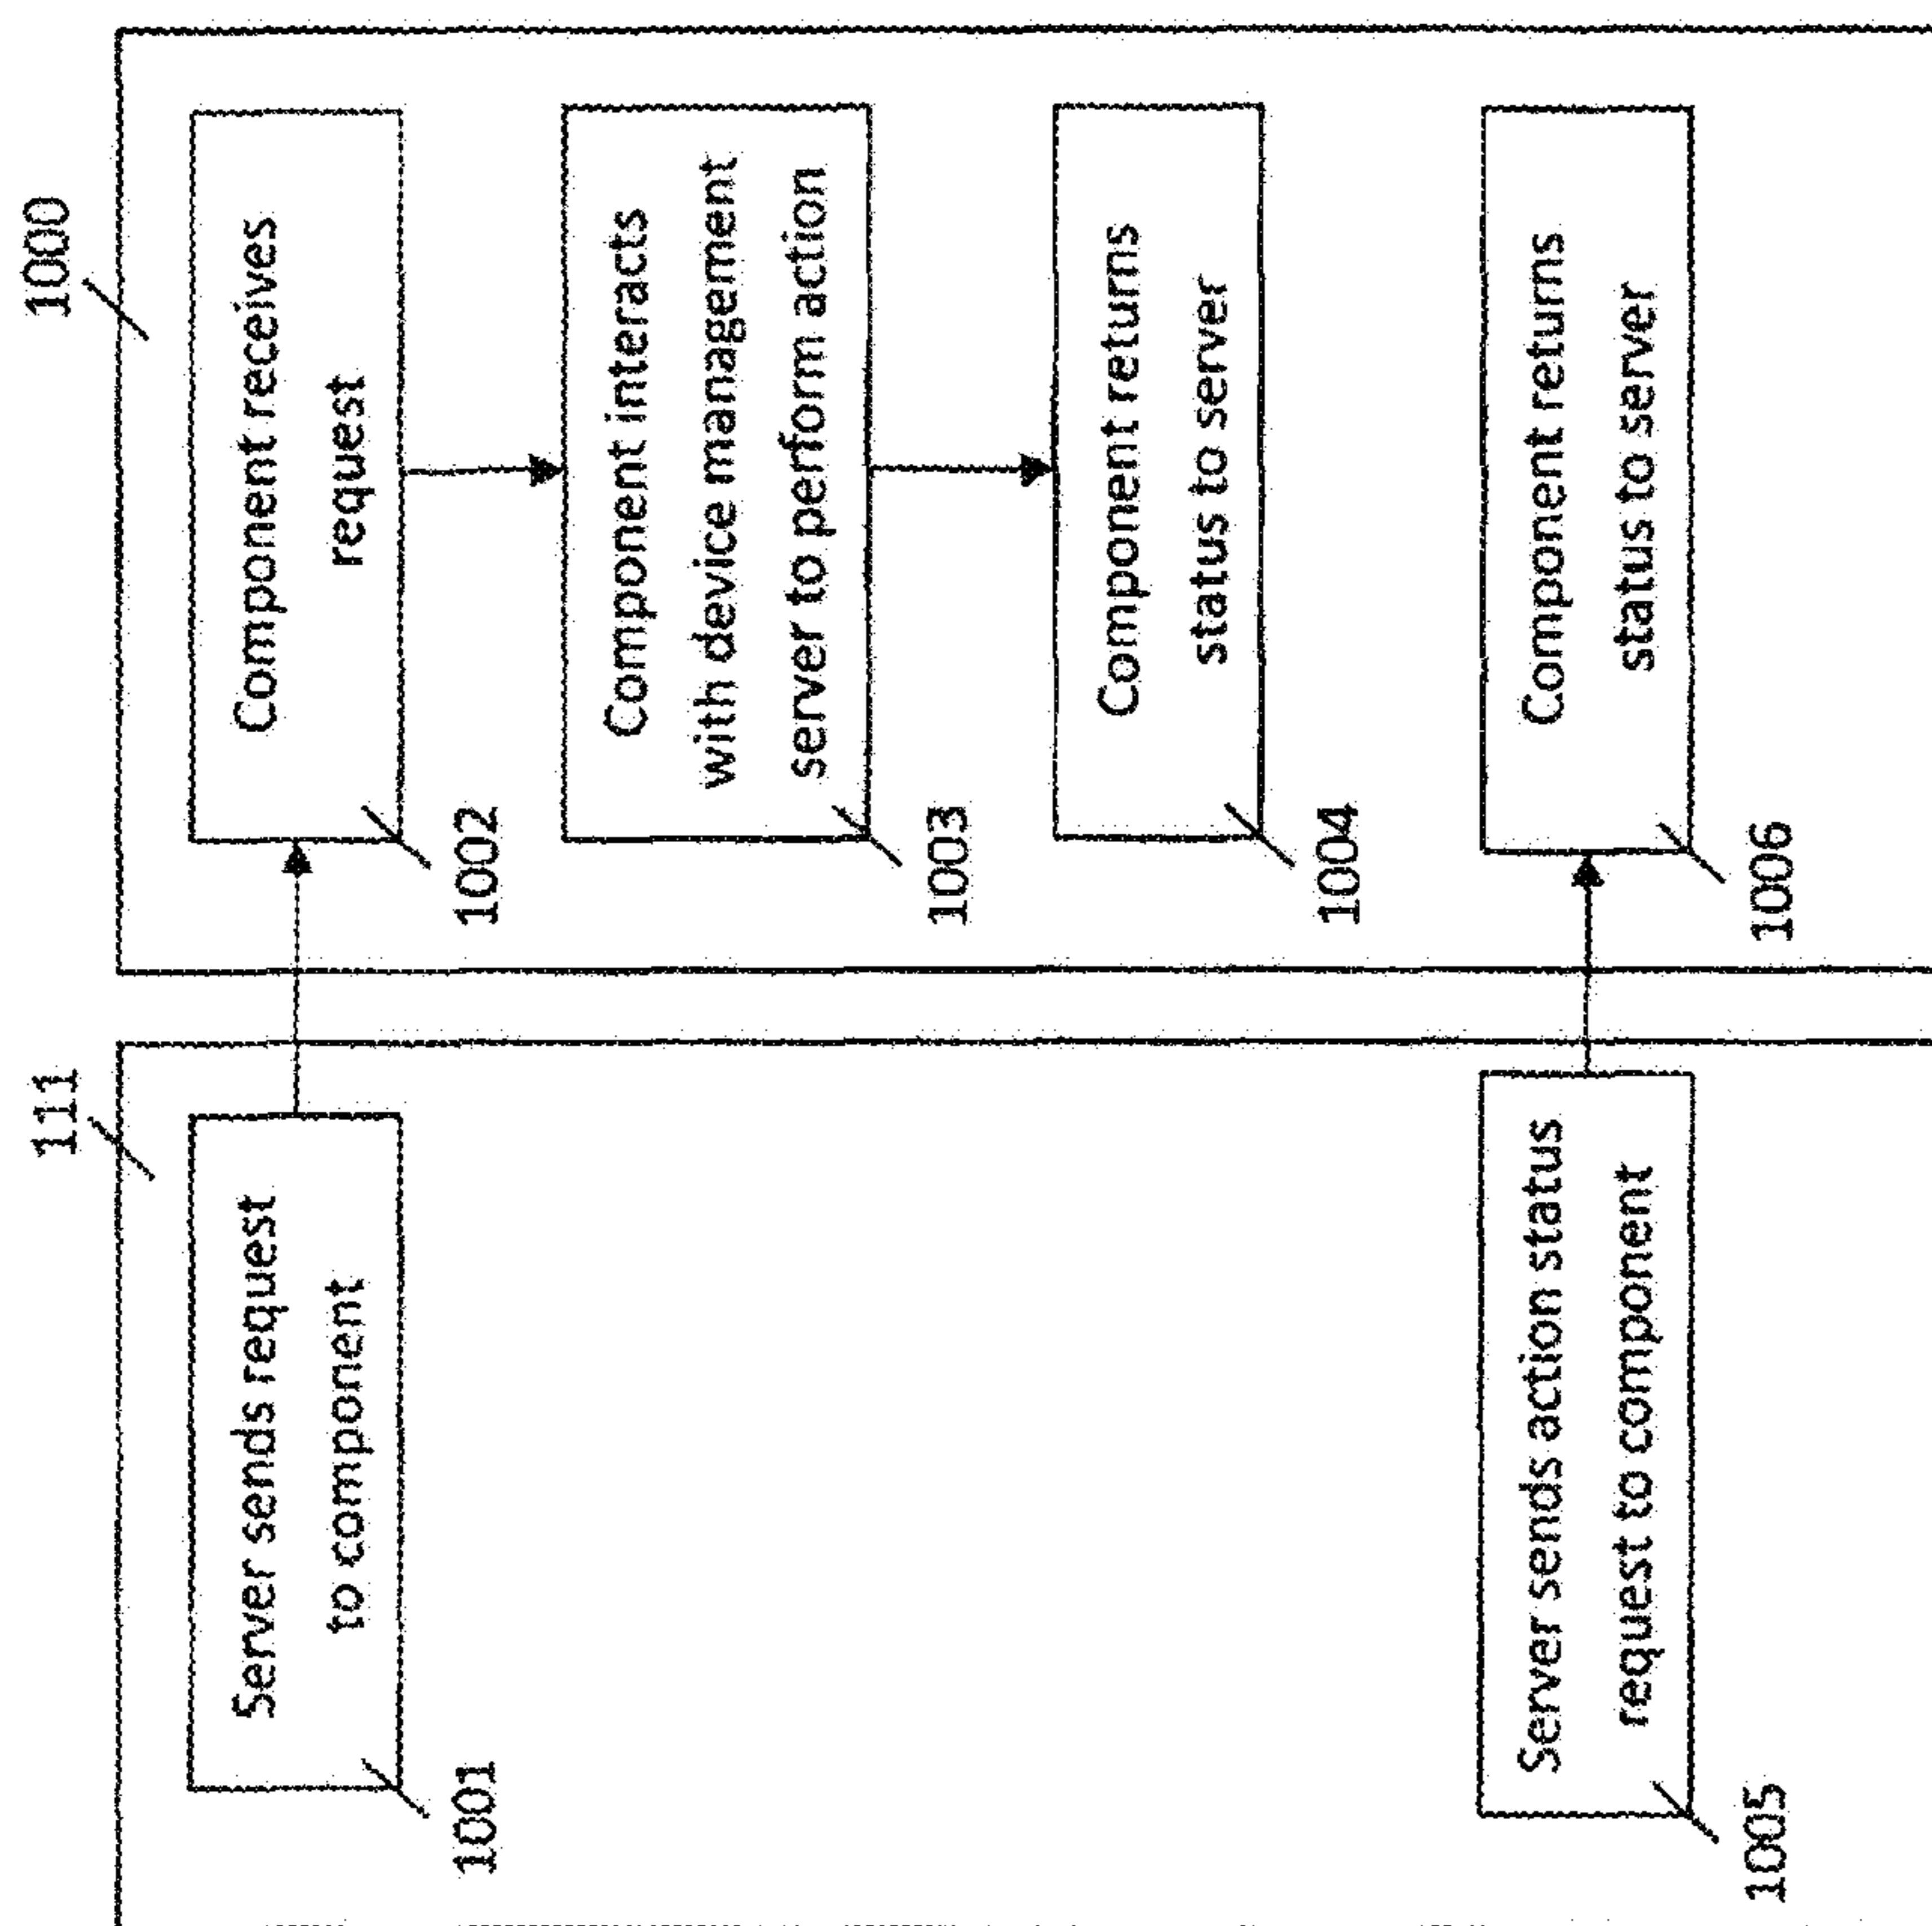 111
Server sends request
to component
1001
Server sends action status
request to component
1005
1000
Component receives
request
1002
Component interacts
with device management
server to perform action
1003
Component returns
status to server
1004
Component returns
status to server
1006